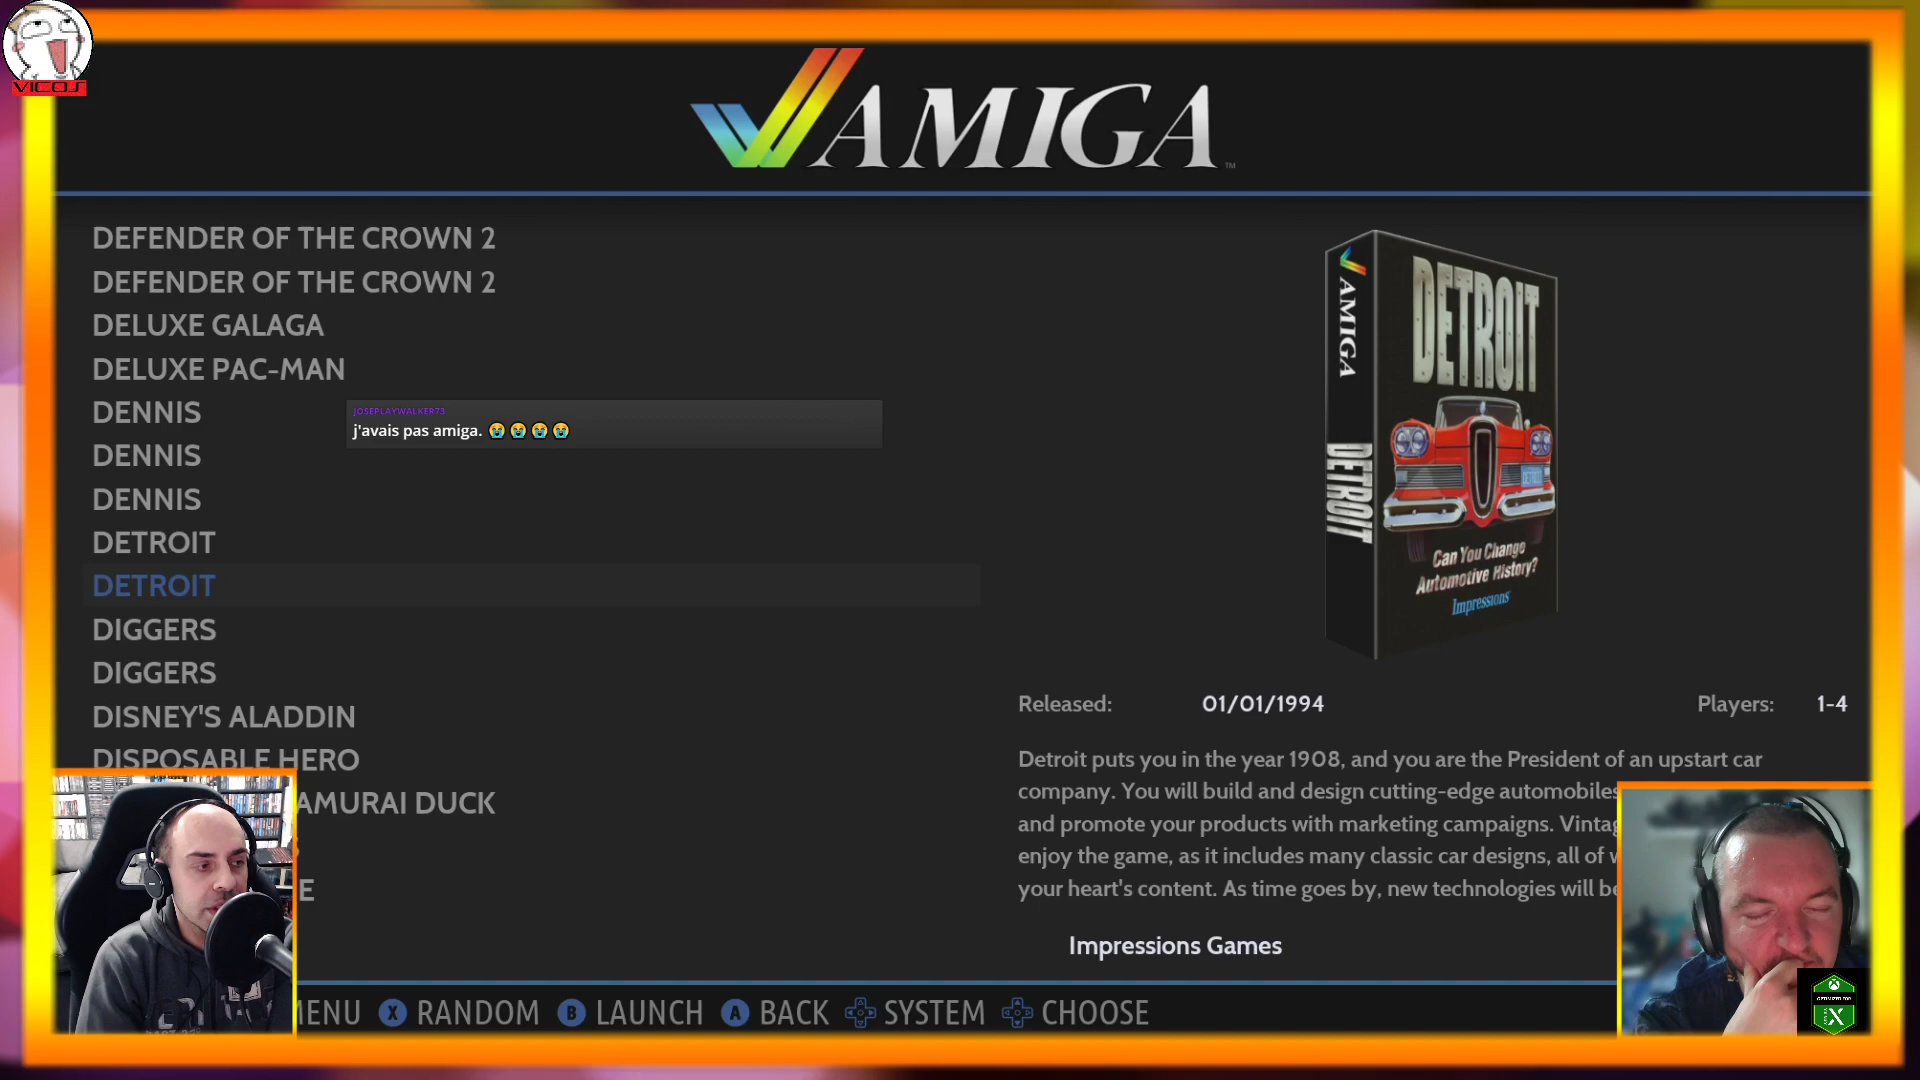 VICOS
AMIGA
TM
DEFENDER OF THE CROWN 2
DEFENDER OF THE CROWN 2
DELUXE GALAGA
DELUXE PAC-MAN
DENNIS
JOSEPLAYWALKER73
j'avais pas amiga. 😭😭😭😭
DENNIS
DENNIS
DETROIT
DETROIT
DIGGERS
DIGGERS
DISNEY'S ALADDIN
DISPOSABLE HERO
AMURAI DUCK
E
AMIGA
DETROIT
DETROIT
DETROIT
Can You Change
Automotive History?
Impressions
Released: 01/01/1994 Players: 1-4
Detroit puts you in the year 1908, and you are the President of an upstart car
company. You will build and design cutting-edge automobiles
and promote your products with marketing campaigns. Vintag
enjoy the game, as it includes many classic car designs, all of w
your heart's content. As time goes by, new technologies will be
Impressions Games
MENU X RANDOM B LAUNCH A BACK SYSTEM CHOOSE
X